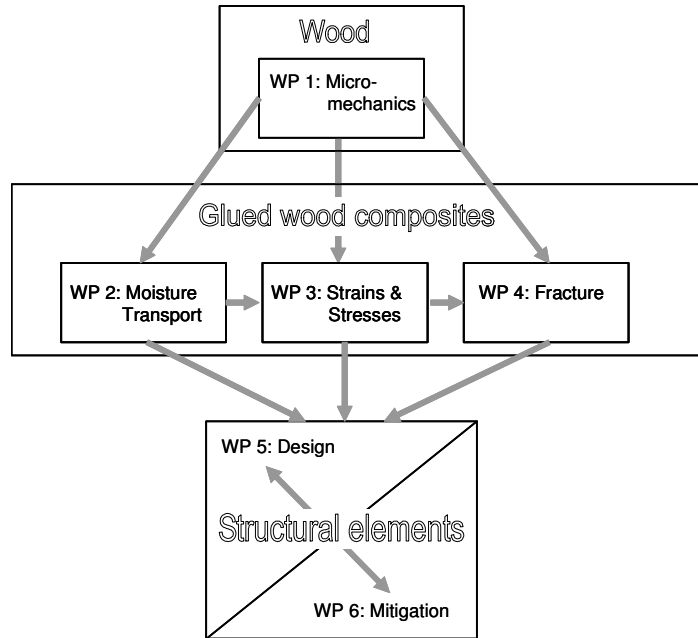 Wood
WP 1: Micro-
mechanics
Glued wood composites
WP 2: Moisture
Transport
WP 3: Strains &
Stresses
WP 4: Fracture
WP 5: Design
Structural elements
WP 6: Mitigation